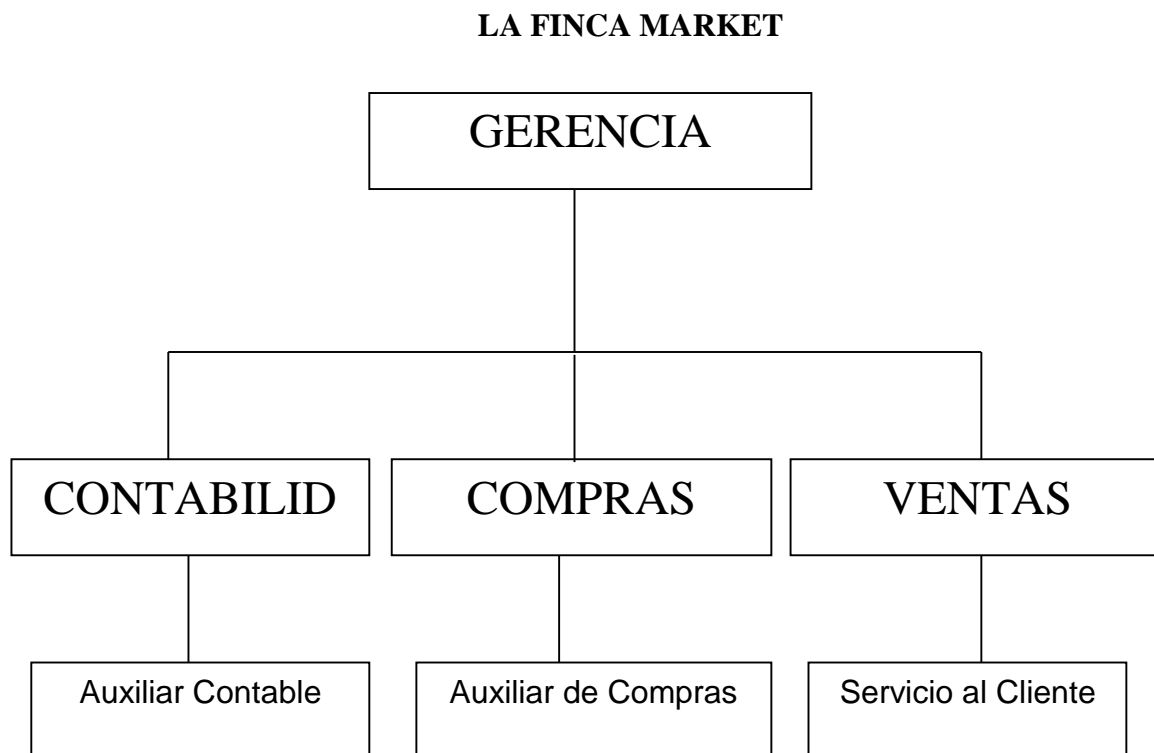 LA FINCA MARKET
GERENCIA
CONTABILID
COMPRAS
VENTAS
Auxiliar Contable
Auxiliar de Compras
Servicio al Cliente